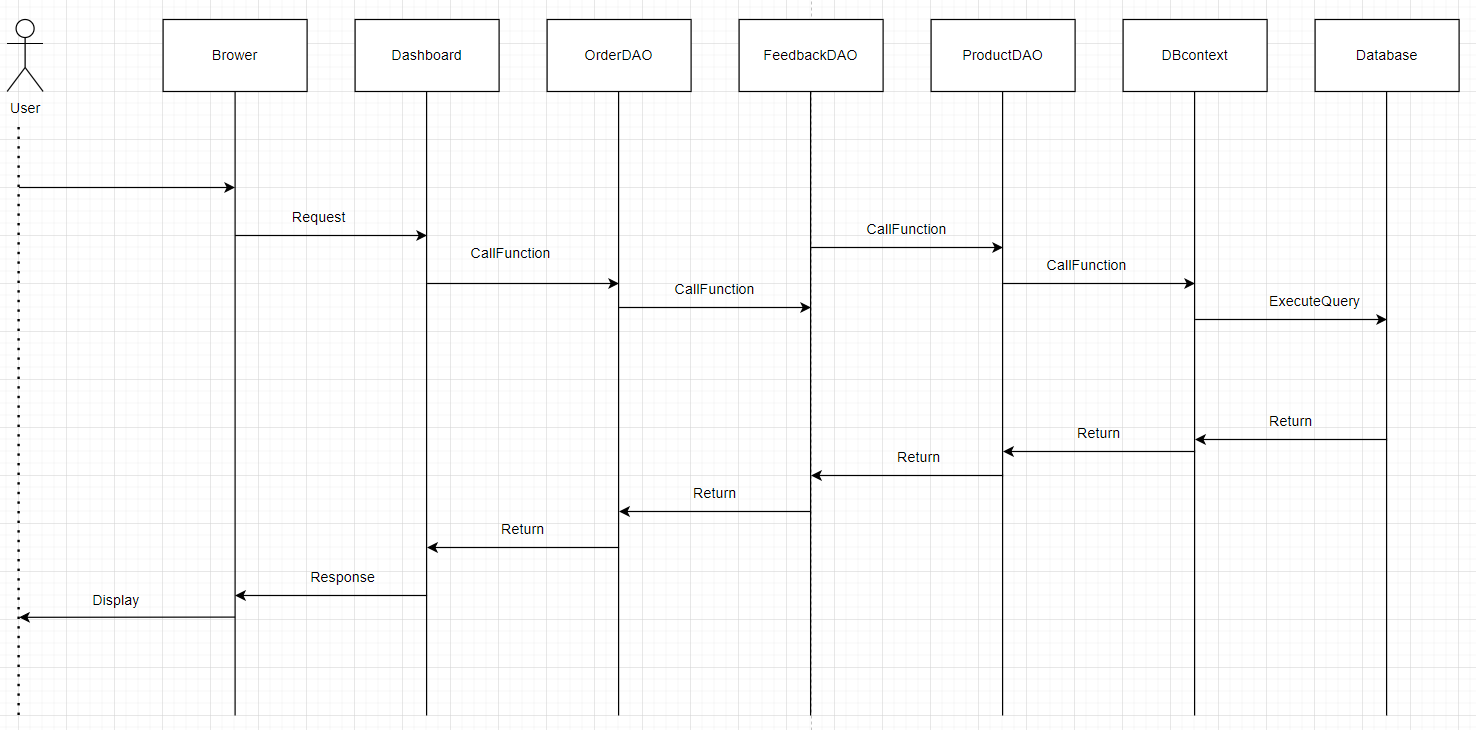 User
Brower
Dashboard
OrderDAO
FeedbackDAO
ProductDAO
DBcontext
Database
Request
CallFunction
CallFunction
CallFunction
CallFunction
ExecuteQuery
Return
Return
Return
Return
Return
Response
Display